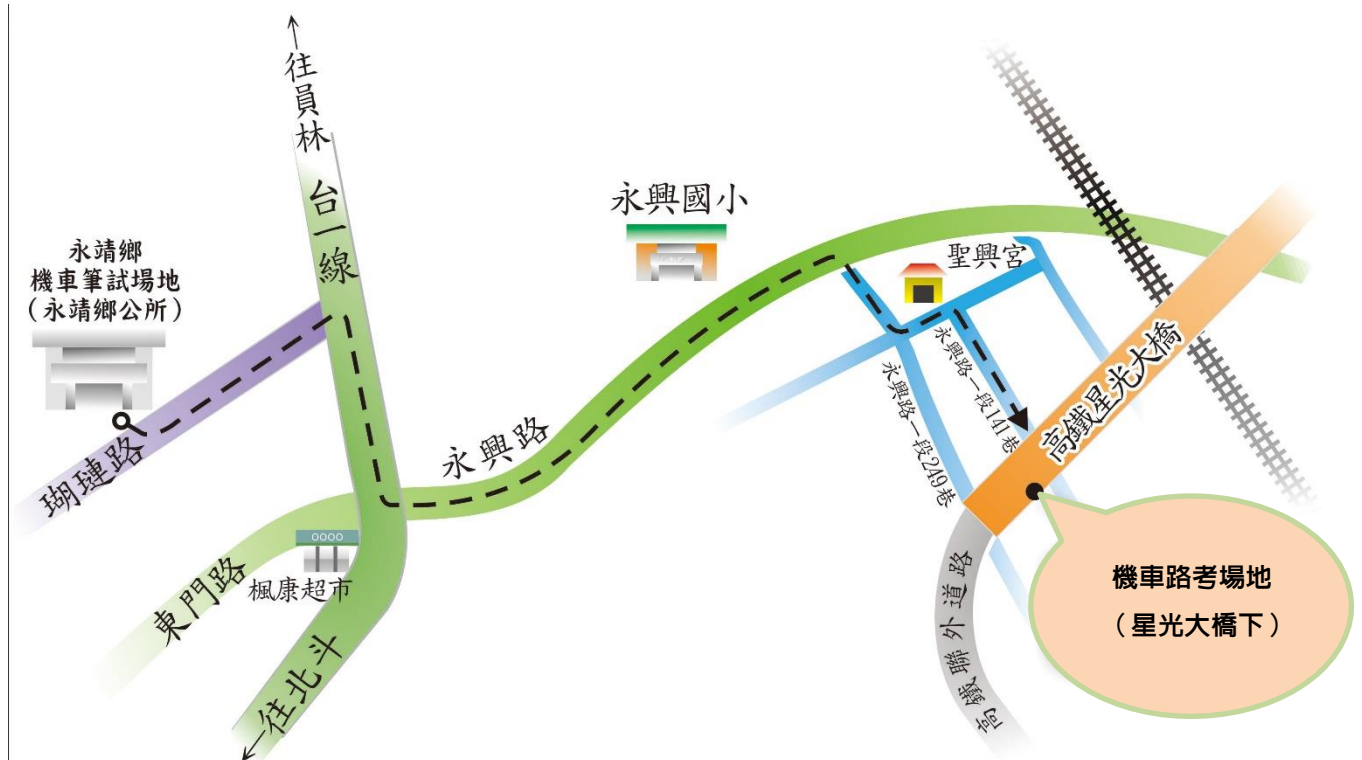 ←往員林
台一線
永興國小
聖興宮
永靖鄉
機車筆試場地
（永靖鄉公所）
瑚璉路
永興路
永興路一段141巷
永興路一段249巷
高鐵星光大橋
東門路
OOOO
楓康超市
←往北斗
高鐵聯外道路
機車路考場地
（星光大橋下）